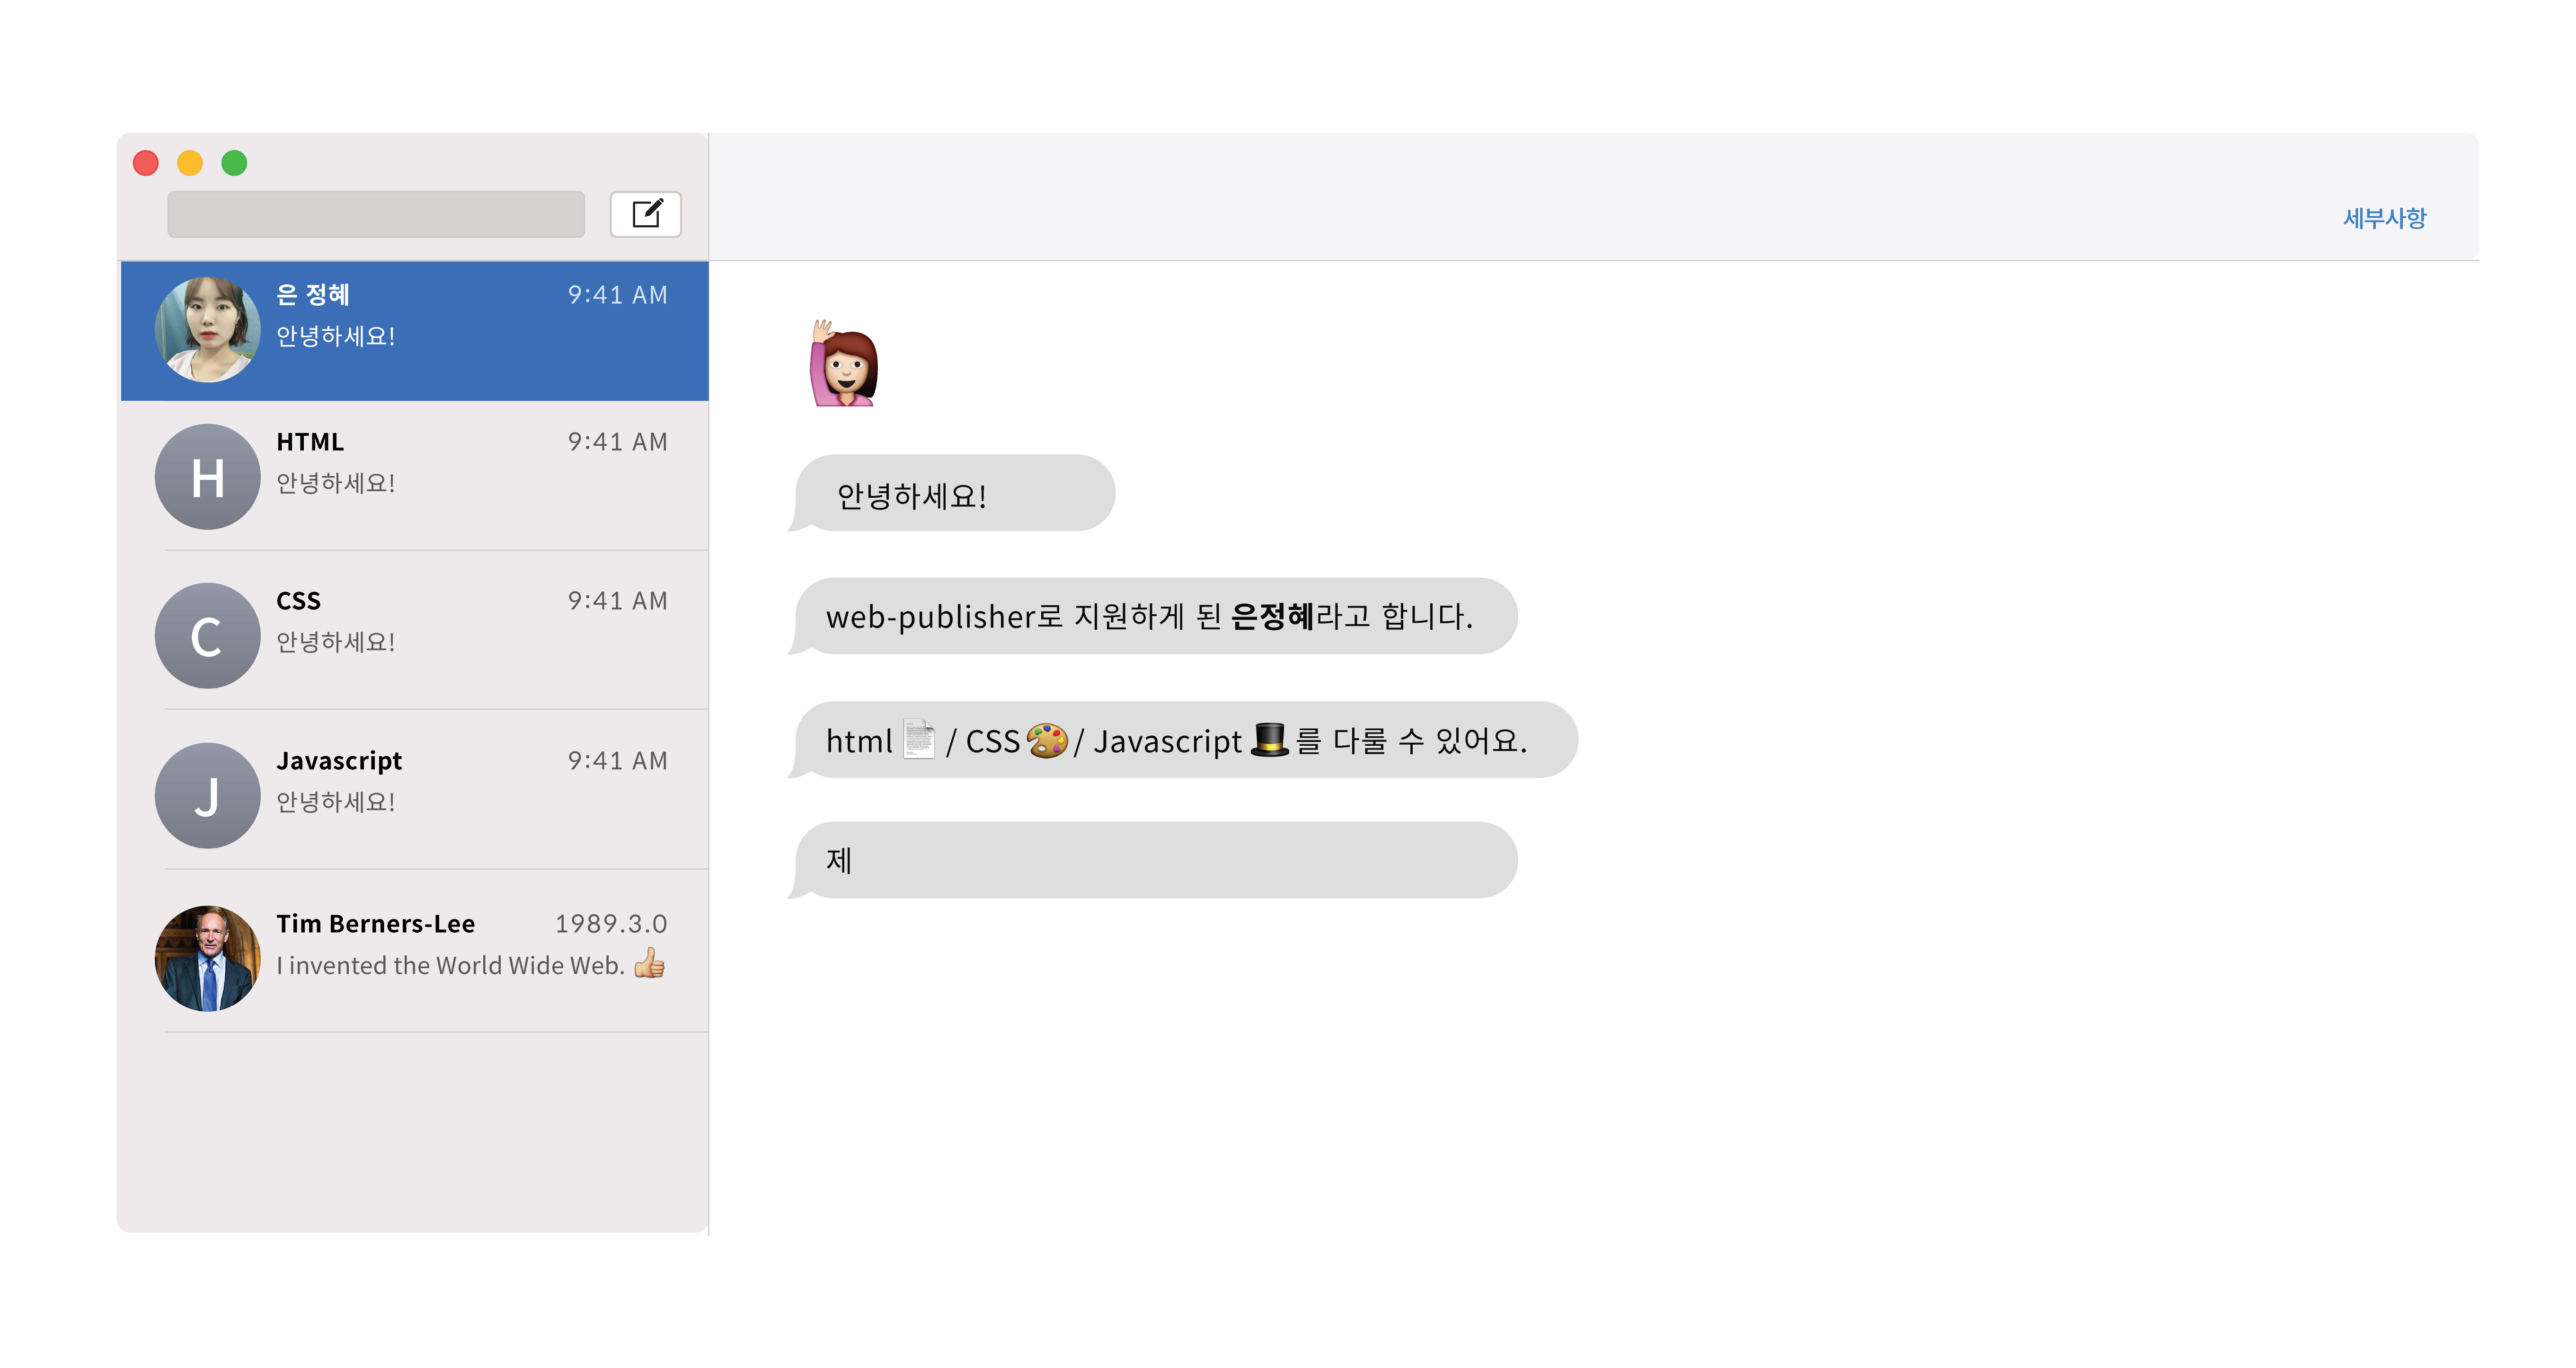 세부사항
은 정혜 9:41 AM
안녕하세요!
H
HTML 9:41 AM
안녕하세요!
C
CSS 9:41 AM
안녕하세요!
J
Javascript 9:41 AM
안녕하세요!
Tim Berners-Lee 1989.3.0
I invented the World Wide Web. 👍🏼
안녕하세요!
web-publisher로 지원하게 된 은정혜라고 합니다.
html 📄 / CSS 🎨 / Javascript 🎩 를 다룰 수 있어요.
제